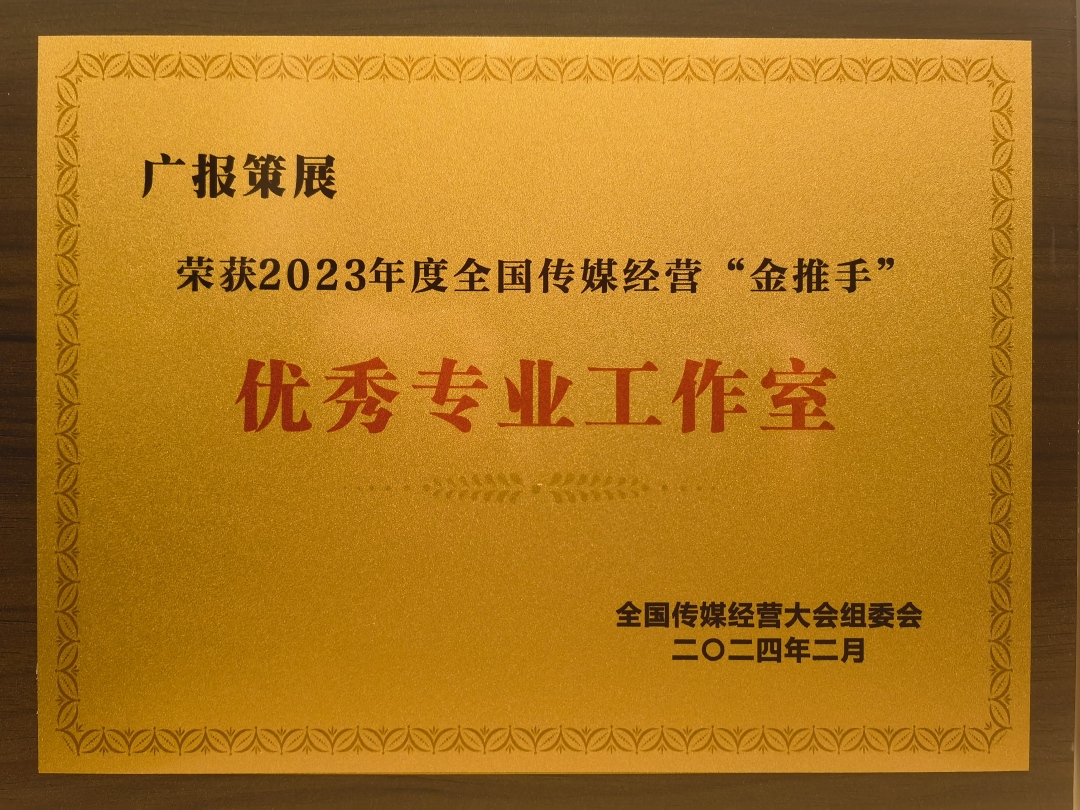 广报策展
荣获2023年度全国传媒经营“金推手”
优秀专业工作室
全国传媒经营大会组委会
二〇二四年二月